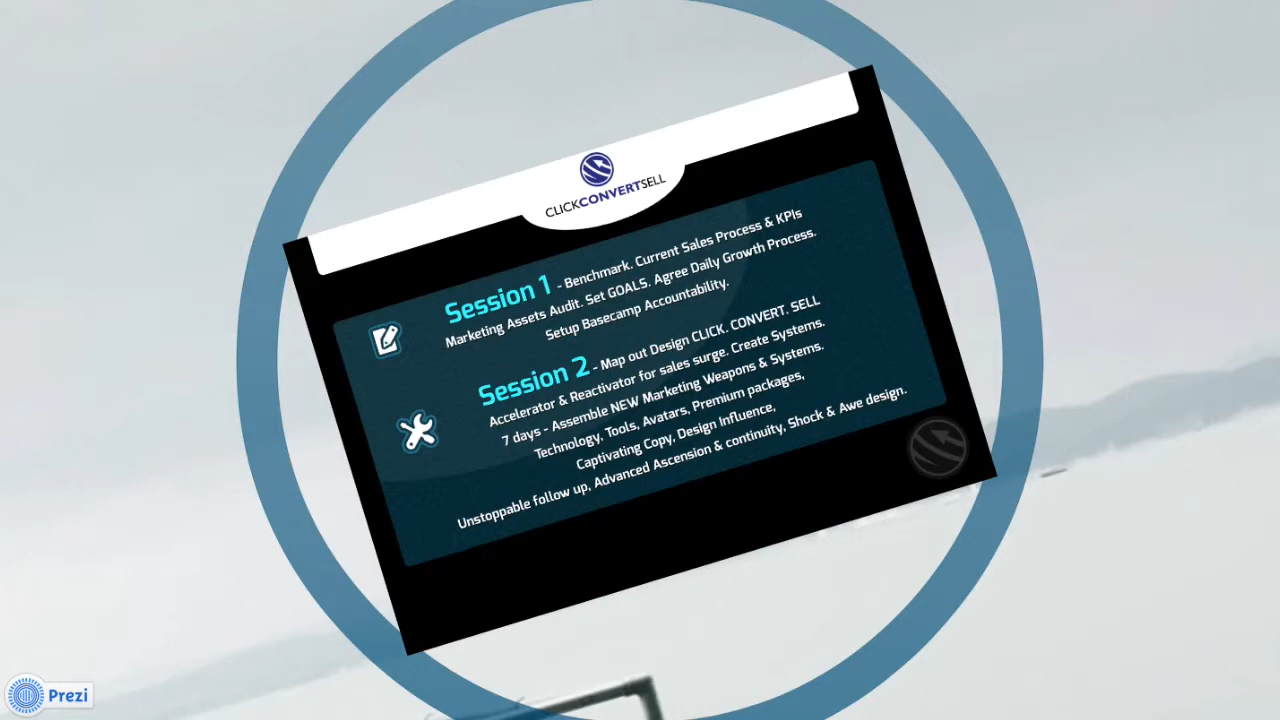 CLICKCONVERTSELL
Session 1 - Benchmark. Current Sales Process & KPIs
Marketing Assets Audit. Set GOALS. Agree Daily Growth Process.
Setup Basecamp Accountability.
Session 2 - Map out Design CLICK. CONVERT. SELL
Accelerator & Reactivator for sales surge. Create Systems.
7 days - Assemble NEW Marketing Weapons & Systems.
Technology, Tools, Avatars, Premium packages,
Captivating Copy, Design Influence,
Unstoppable follow up, Advanced Ascension & continuity, Shock & Awe design.
Prezi